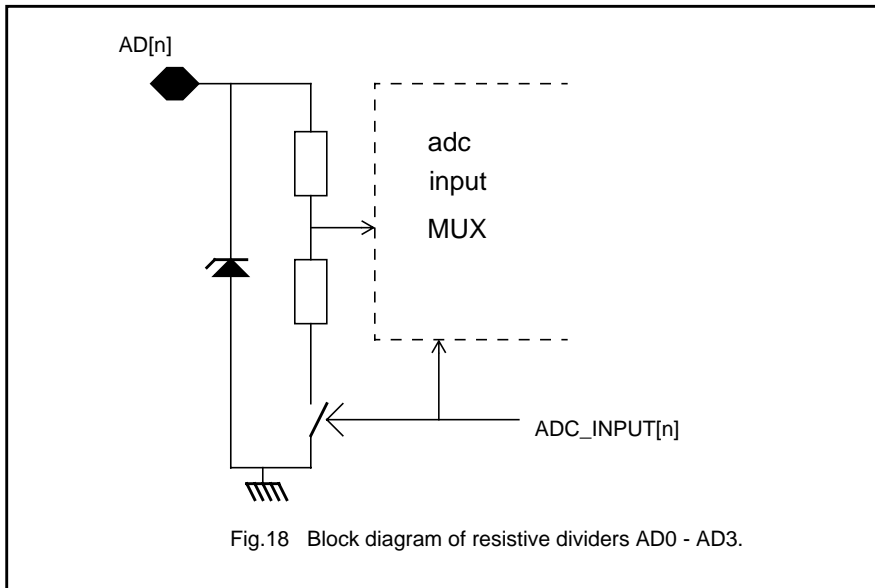 AD[n]
adc
input
MUX
ADC_INPUT[n]
Fig.18 Block diagram of resistive dividers AD0 - AD3.